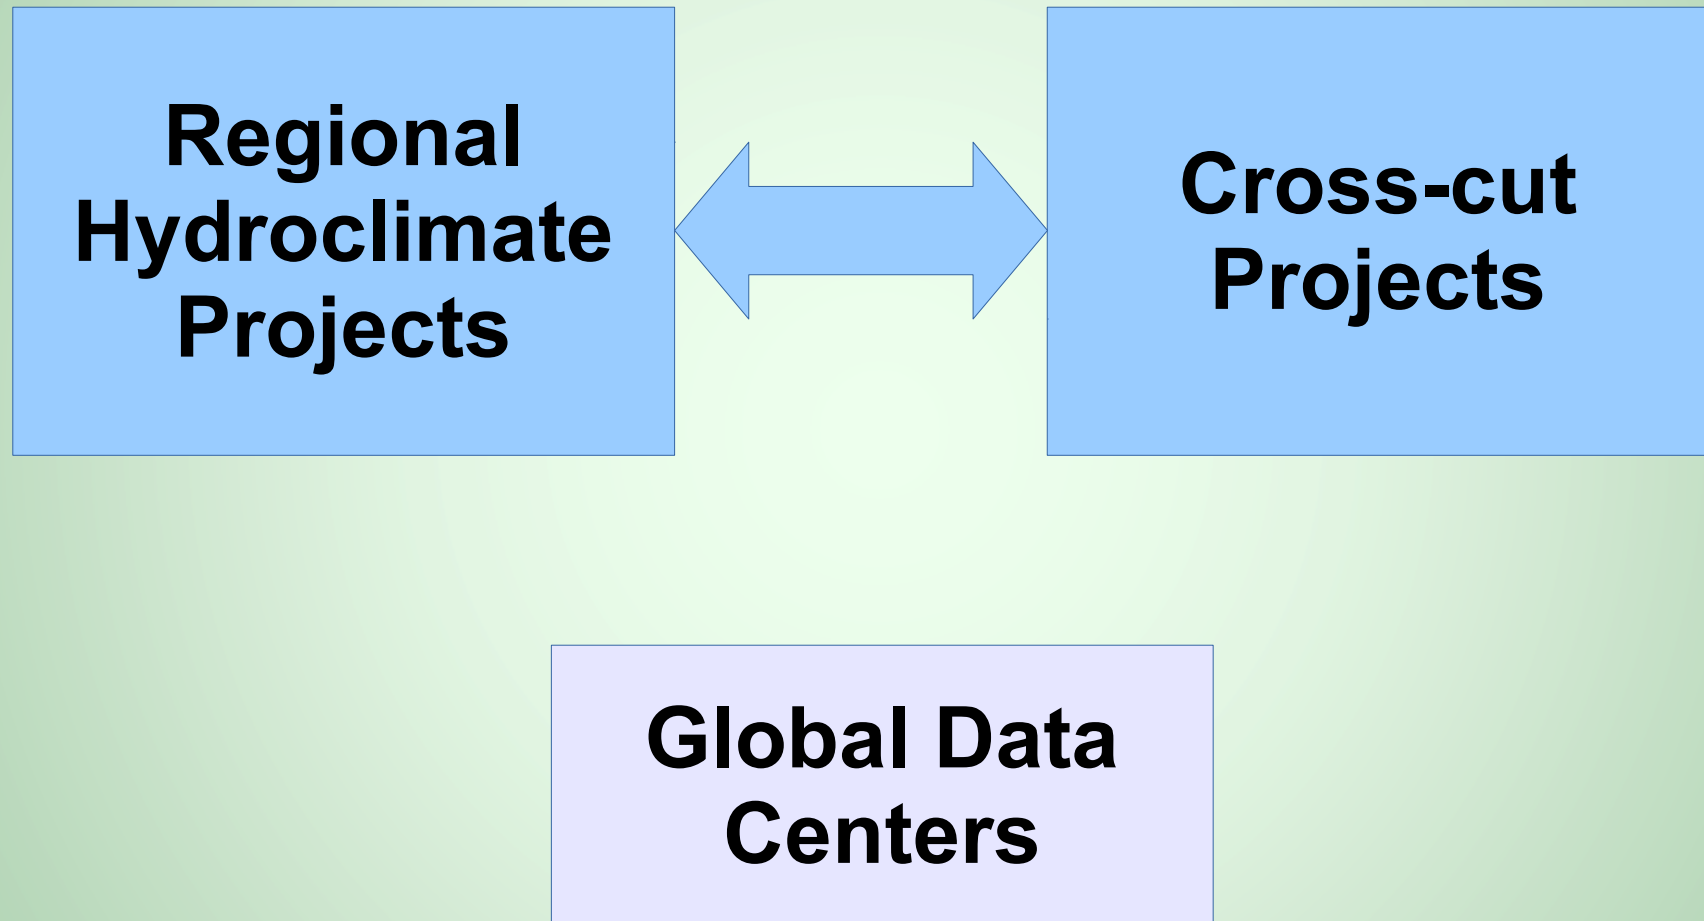 Regional
Hydroclimate
Projects
Cross-cut
Projects
Global Data
Centers